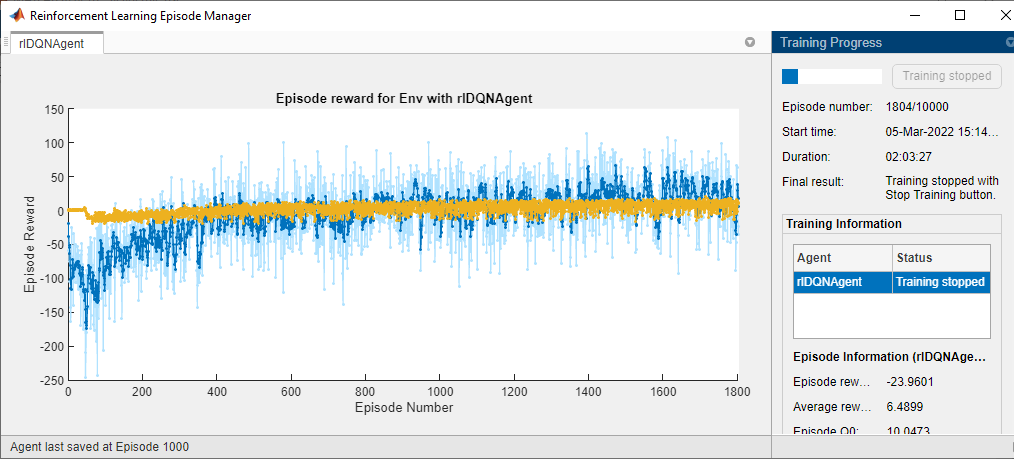 Reinforcement Learning Episode Manager
rlDQNAgent
Training Progress
Training stopped
Episode number: 1804/10000
Start time: 05-Mar-2022 15:14...
Duration: 02:03:27
Final result: Training stopped with
Stop Training button.
Training Information
Agent Status
rlDQNAgent Training stopped
Episode Information (rlDQNAge...
Episode rew... -23.9601
Average rew... 6.4899
Episode Q0: 10.0473
Episode reward for Env with rlDQNAgent
Episode Reward
150
100
50
0
-50
-100
-150
-200
-250
0 200 400 600 800 1000 1200 1400 1600 1800
Episode Number
Agent last saved at Episode 1000